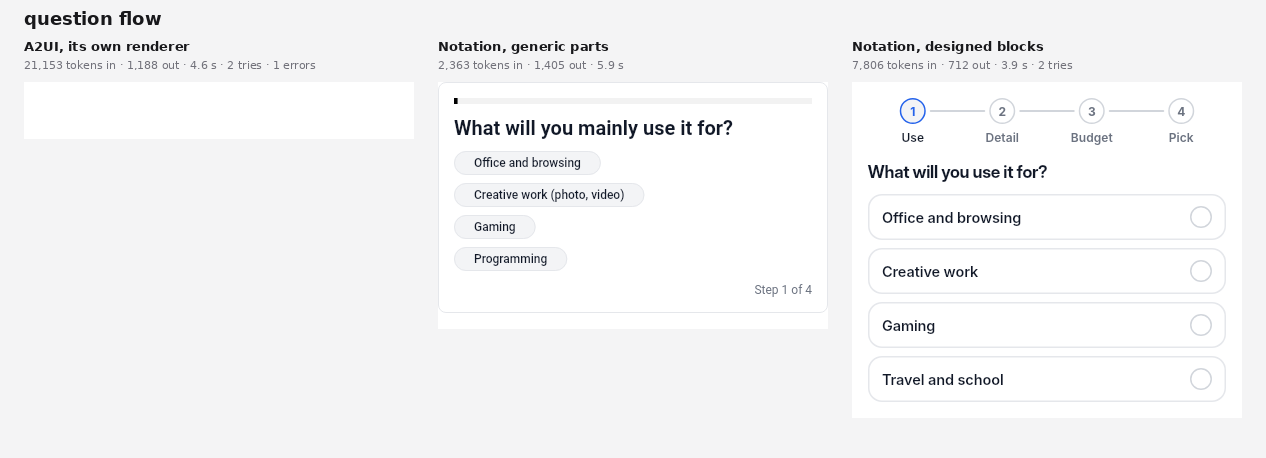 question flow
A2UI, its own renderer
21,153 tokens in · 1,188 out · 4.6 s · 2 tries · 1 errors
Notation, generic parts
2,363 tokens in · 1,405 out · 5.9 s
What will you mainly use it for?
Office and browsing
Creative work (photo, video)
Gaming
Programming
Step 1 of 4
Notation, designed blocks
7,806 tokens in · 712 out · 3.9 s · 2 tries
1 2 3 4
Use Detail Budget Pick
What will you use it for?
Office and browsing
Creative work
Gaming
Travel and school